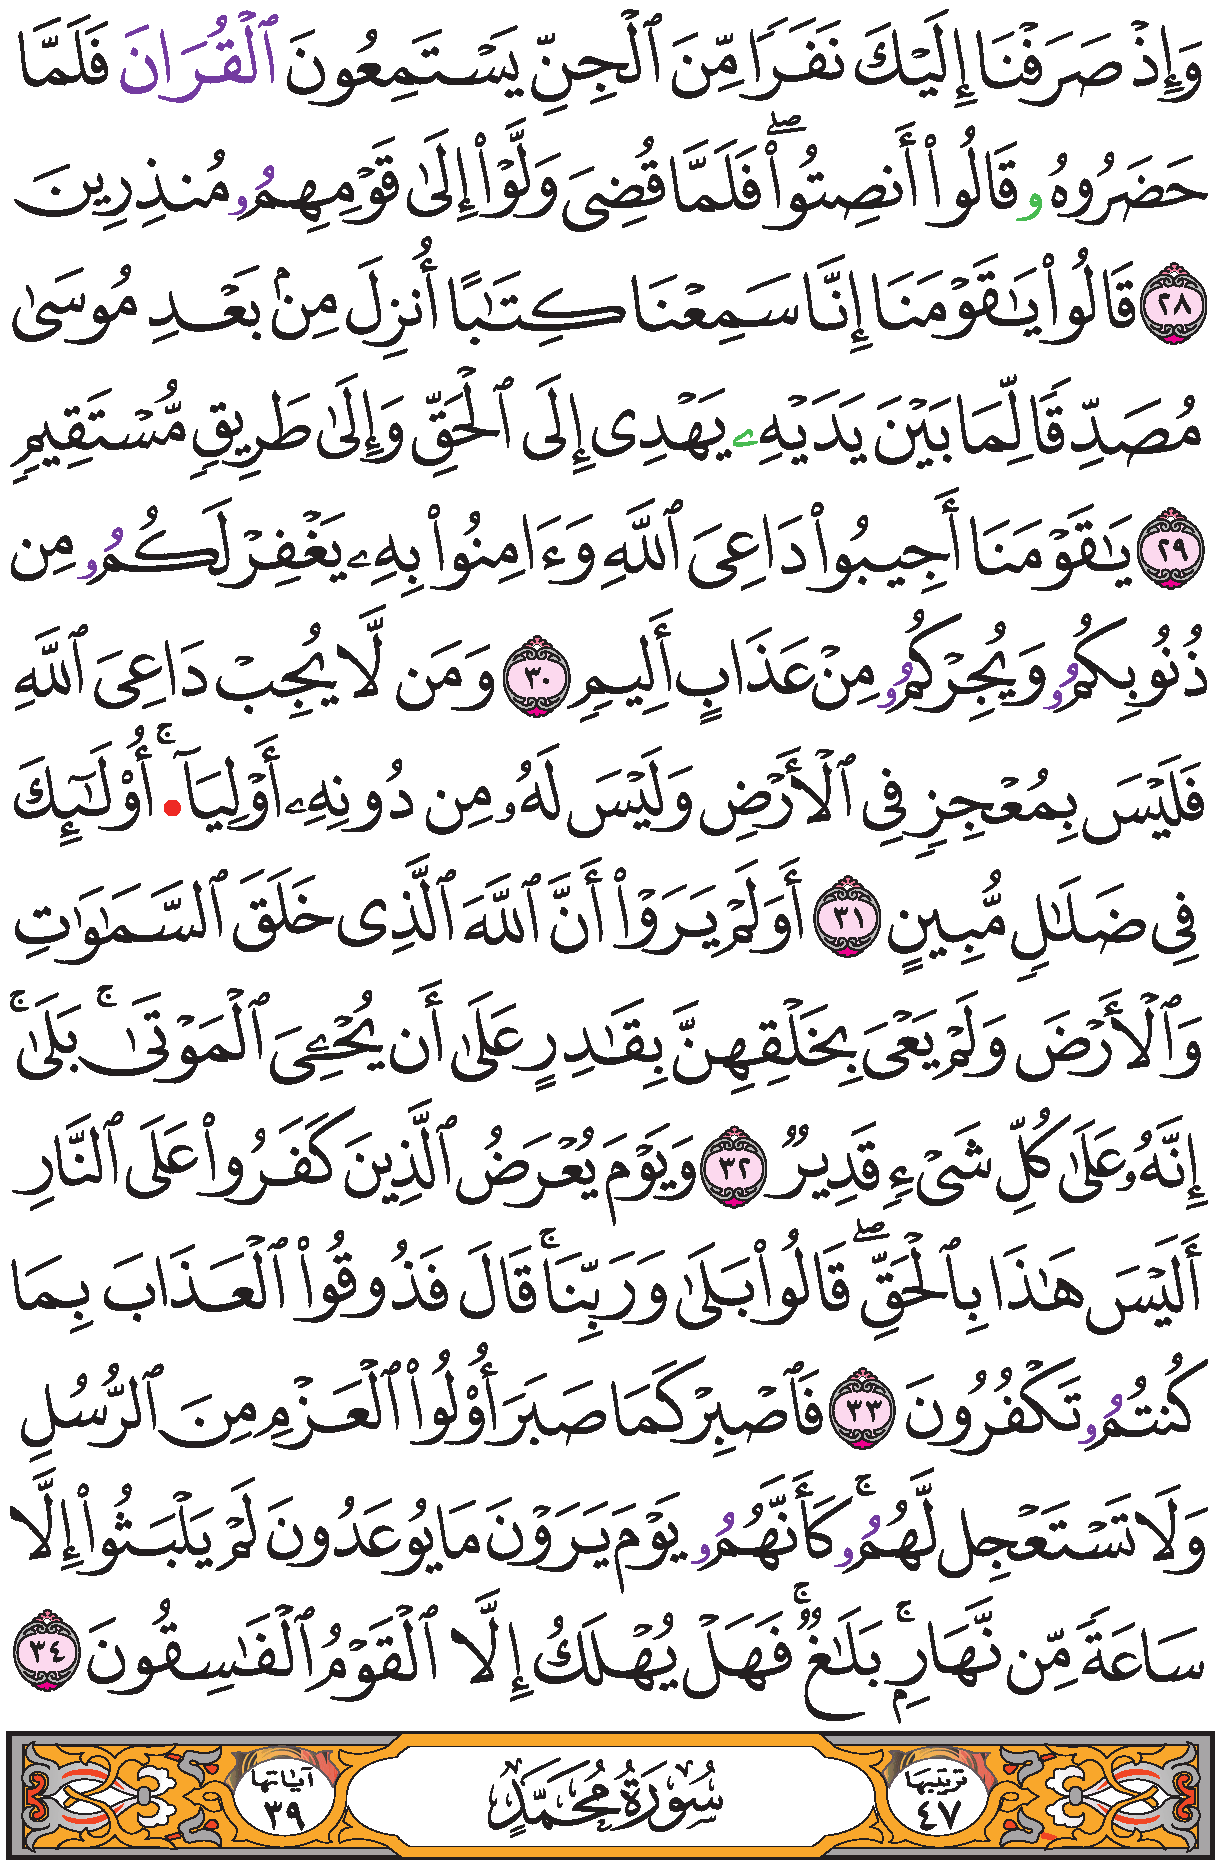 وَإِذْ صَرَفْنَا إِلَيْكَ نَفَرًا مِّنَ ٱلْجِنِّ يَسْتَمِعُونَ ٱلْقُرَانَ فَلَمَّا
حَضَرُوهُۥ قَالُوا۟ أَنصِتُوا۟ۖ فَلَمَّا قُضِىَ وَلَّوْا۟ إِلَىٰ قَوْمِهِمُۥ مُنذِرِينَ
٢٨ قَالُوا۟ يَـٰقَوْمَنَا إِنَّا سَمِعْنَا كِتَـٰبًا أُنزِلَ مِنۢ بَعْدِ مُوسَىٰ
مُصَدِّقًا لِّمَا بَيْنَ يَدَيْهِۦ يَهْدِى إِلَى ٱلْحَقِّ وَإِلَىٰ طَرِيقٍ مُّسْتَقِيمٍ
٢٩ يَـٰقَوْمَنَا أَجِيبُوا۟ دَاعِىَ ٱللَّهِ وَءَامِنُوا۟ بِهِۦ يَغْفِرْ لَكُمُۥ مِن
ذُنُوبِكُمُۥ وَيُجِرْكُمُۥ مِنْ عَذَابٍ أَلِيمٍ ٣٠ وَمَن لَّا يُجِبْ دَاعِىَ ٱللَّهِ
فَلَيْسَ بِمُعْجِزٍ فِى ٱلْأَرْضِ وَلَيْسَ لَهُۥ مِن دُونِهِۦ أَوْلِيَآ ۚ أُو۟لَـٰٓئِكَ
فِى ضَلَـٰلٍ مُّبِينٍ ٣١ أَوَلَمْ يَرَوْا۟ أَنَّ ٱللَّهَ ٱلَّذِى خَلَقَ ٱلسَّمَـٰوَٰتِ
وَٱلْأَرْضَ وَلَمْ يَعْىَ بِخَلْقِهِنَّ بِقَـٰدِرٍ عَلَىٰ أَن يُحْـِۧىَ ٱلْمَوْتَىٰۚ بَلَىٰۚ
إِنَّهُۥ عَلَىٰ كُلِّ شَىْءٍ قَدِيرٌ ٣٢ وَيَوْمَ يُعْرَضُ ٱلَّذِينَ كَفَرُوا۟ عَلَى ٱلنَّارِ
أَلَيْسَ هَـٰذَا بِٱلْحَقِّۖ قَالُوا۟ بَلَىٰ وَرَبِّنَاۚ قَالَ فَذُوقُوا۟ ٱلْعَذَابَ بِمَا
كُنتُمُۥ تَكْفُرُونَ ٣٣ فَٱصْبِرْ كَمَا صَبَرَ أُو۟لُوا۟ ٱلْعَزْمِ مِنَ ٱلرُّسُلِ
وَلَا تَسْتَعْجِل لَّهُمُۥۚ كَأَنَّهُمُۥ يَوْمَ يَرَوْنَ مَا يُوعَدُونَ لَمْ يَلْبَثُوا۟ إِلَّا
سَاعَةً مِّن نَّهَارٍۭۚ بَلَـٰغٌۚ فَهَلْ يُهْلَكُ إِلَّا ٱلْقَوْمُ ٱلْفَـٰسِقُونَ ٣٤
ترتيبها ٤٧ سُورَةُ مُحَمَّدٍ آياتها ٣٩